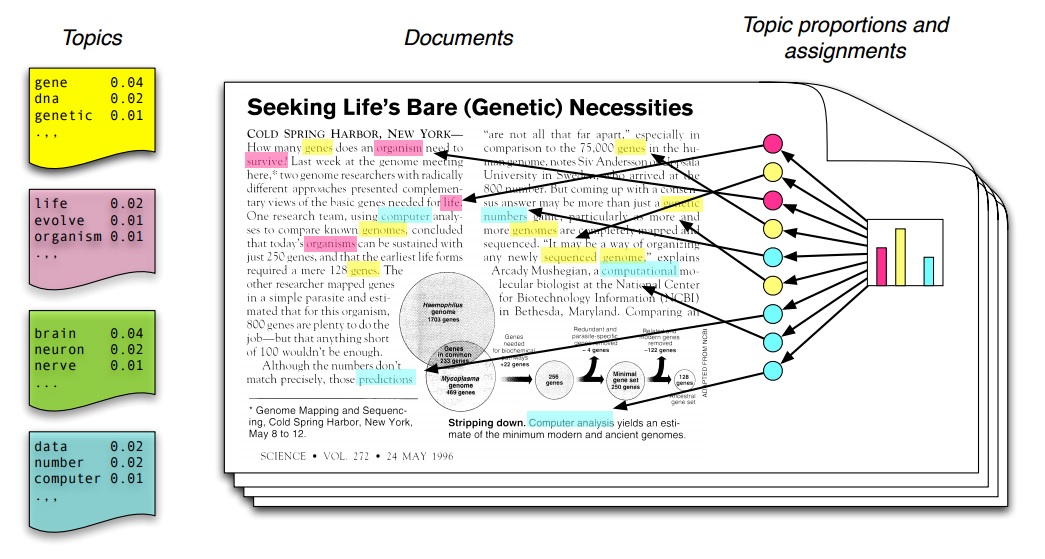 Topics
Documents
Topic proportions and
assignments
gene 0.04
dna 0.02
genetic 0.01
.,,
life 0.02
evolve 0.01
organism 0.01
.,,
brain 0.04
neuron 0.02
nerve 0.01
...
data 0.02
number 0.02
computer 0.01
.,,
Seeking Life's Bare (Genetic) Necessities
COLD SPRING HARBOR, NEW YORK—
How many genes does an organism need to
survive? Last week at the genome meeting
here,* two genome researchers with radically
different approaches presented complemen-
tary views of the basic genes needed for life.
One research team, using computer analy-
ses to compare known genomes, concluded
that today's organisms can be sustained with
just 250 genes, and that the earliest life forms
required a mere 128 genes. The
other researcher mapped genes
in a simple parasite and esti-
mated that for this organism,
800 genes are plenty to do the
job—but that anything short
of 100 wouldn't be enough.
Although the numbers don't
match precisely, those predictions
* Genome Mapping and Sequenc-
ing, Cold Spring Harbor, New York,
May 8 to 12.
"are not all that far apart," especially in
comparison to the 75,000 genes in the hu-
man genome, notes Siv Andersson of Uppsala
University in Sweden, who arrived at the
800 number. But coming up with a consen-
sus answer may be more than just a genetic
numbers game, particularly as more and
more genomes are completely mapped and
sequenced. "It may be a way of organizing
any newly sequenced genome," explains
Arcady Mushegian, a computational mo-
lecular biologist at the National Center
for Biotechnology Information (NCBI)
in Bethesda, Maryland. Comparing an
Haemophilus
genome
1703 genes
Genes
in common
233 genes
Mycoplasma
genome
469 genes
Genes
needed
for biochemical
pathways
+22 genes
256
genes
Redundant and
parasite-specific
genes removed
– 4 genes
Minimal
gene set
250 genes
Related and
modern genes
removed
–122 genes
128
genes
Ancestral
gene set
ADAPTED FROM NCBI
Stripping down. Computer analysis yields an esti-
mate of the minimum modern and ancient genomes.
SCIENCE • VOL. 272 • 24 MAY 1996